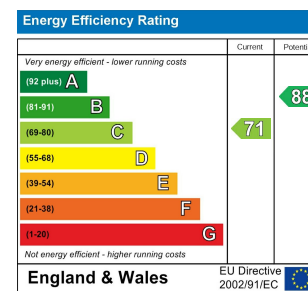 Energy Efficiency Rating
Current Potenti
Very energy efficient - lower running costs
(92 plus) A
(81-91) B
88
(69-80) C
71
(55-68) D
(39-54) E
(21-38) F
(1-20) G
Not energy efficient - higher running costs
England & Wales
EU Directive
2002/91/EC